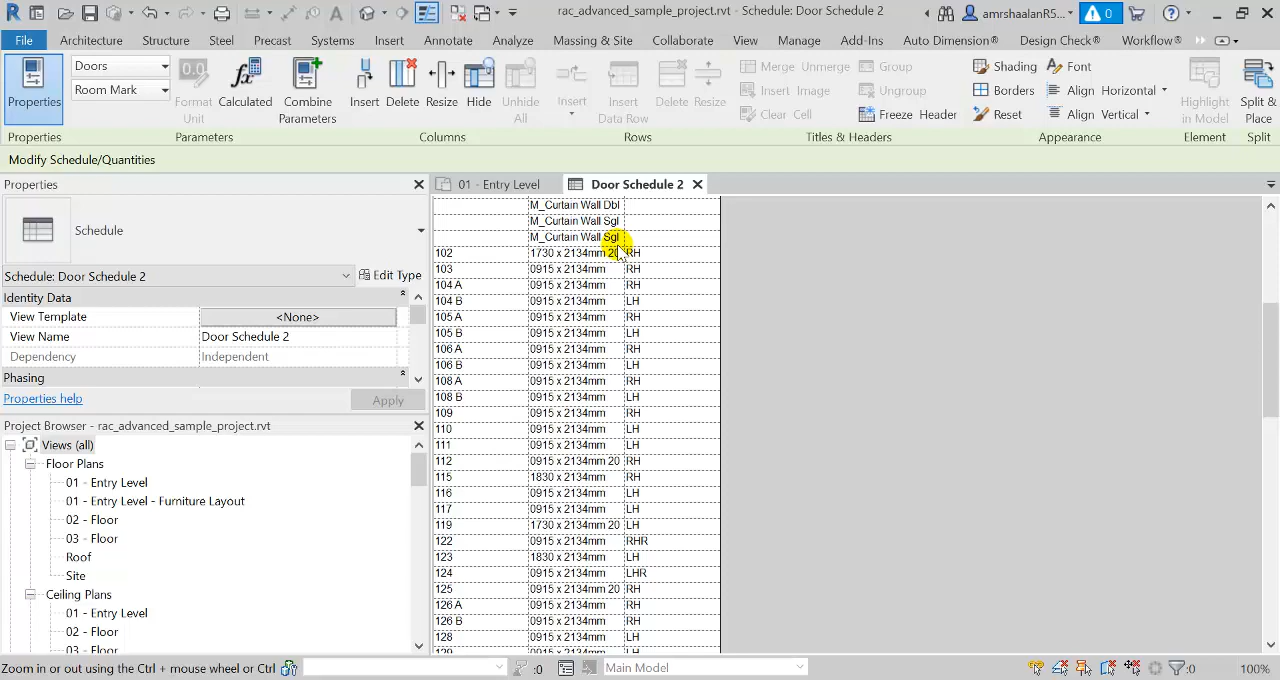 rac_advanced_sample_project.rvt - Schedule: Door Schedule 2
amrshaalanR5...
0
File Architecture Structure Steel Precast Systems Insert Annotate Analyze Massing & Site Collaborate View Manage Add-Ins Auto Dimension® Design Check® Workflow®
Properties
Doors
Room Mark
Format Unit
Calculated
Combine Parameters
Insert
Delete
Resize
Hide
Unhide All
Insert
Insert Data Row
Delete
Resize
Merge Unmerge
Insert Image
Clear Cell
Group
Ungroup
Freeze Header
Shading
Borders
Reset
Font
Align Horizontal
Align Vertical
Highlight in Model
Split & Place
Properties Parameters Columns Rows Titles & Headers Appearance Element Split
Modify Schedule/Quantities
Properties
Schedule
Schedule: Door Schedule 2 Edit Type
Identity Data
View Template <None>
View Name Door Schedule 2
Dependency Independent
Phasing
Properties help Apply
Project Browser - rac_advanced_sample_project.rvt
Views (all)
Floor Plans
01 - Entry Level
01 - Entry Level - Furniture Layout
02 - Floor
03 - Floor
Roof
Site
Ceiling Plans
01 - Entry Level
02 - Floor
03 - Floor
01 - Entry Level Door Schedule 2
M_Curtain Wall Dbl
M_Curtain Wall Sgl
M_Curtain Wall Sgl
102 1730 x 2134mm 20 RH
103 0915 x 2134mm RH
104 A 0915 x 2134mm RH
104 B 0915 x 2134mm LH
105 A 0915 x 2134mm RH
105 B 0915 x 2134mm LH
106 A 0915 x 2134mm RH
106 B 0915 x 2134mm LH
108 A 0915 x 2134mm RH
108 B 0915 x 2134mm LH
109 0915 x 2134mm RH
110 0915 x 2134mm LH
111 0915 x 2134mm LH
112 0915 x 2134mm 20 RH
115 1830 x 2134mm RH
116 0915 x 2134mm LH
117 0915 x 2134mm LH
119 1730 x 2134mm 20 LH
122 0915 x 2134mm RHR
123 1830 x 2134mm LH
124 0915 x 2134mm LHR
125 0915 x 2134mm 20 RH
126 A 0915 x 2134mm RH
126 B 0915 x 2134mm RH
128 0915 x 2134mm LH
129 0915 x 2134mm LH
Zoom in or out using the Ctrl + mouse wheel or Ctrl :0 Main Model :0 100%